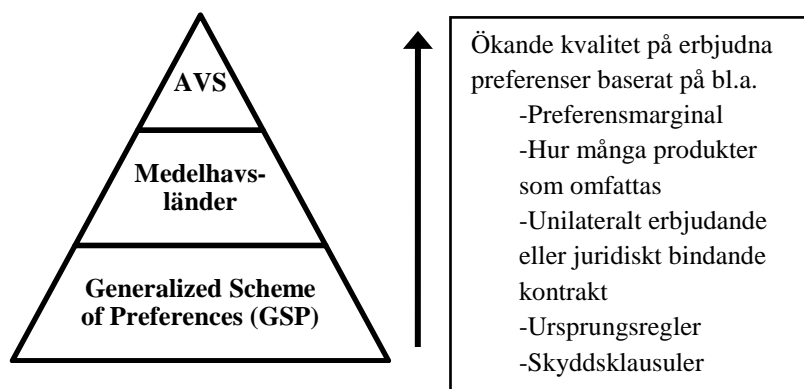 AVS
Medelhavs-
länder
Generalized Scheme
of Preferences (GSP)
Ökande kvalitet på erbjudna
preferenser baserat på bl.a.
-Preferensmarginal
-Hur många produkter
som omfattas
-Unilateralt erbjudande
eller juridiskt bindande
kontrakt
-Ursprungsregler
-Skyddsklausuler